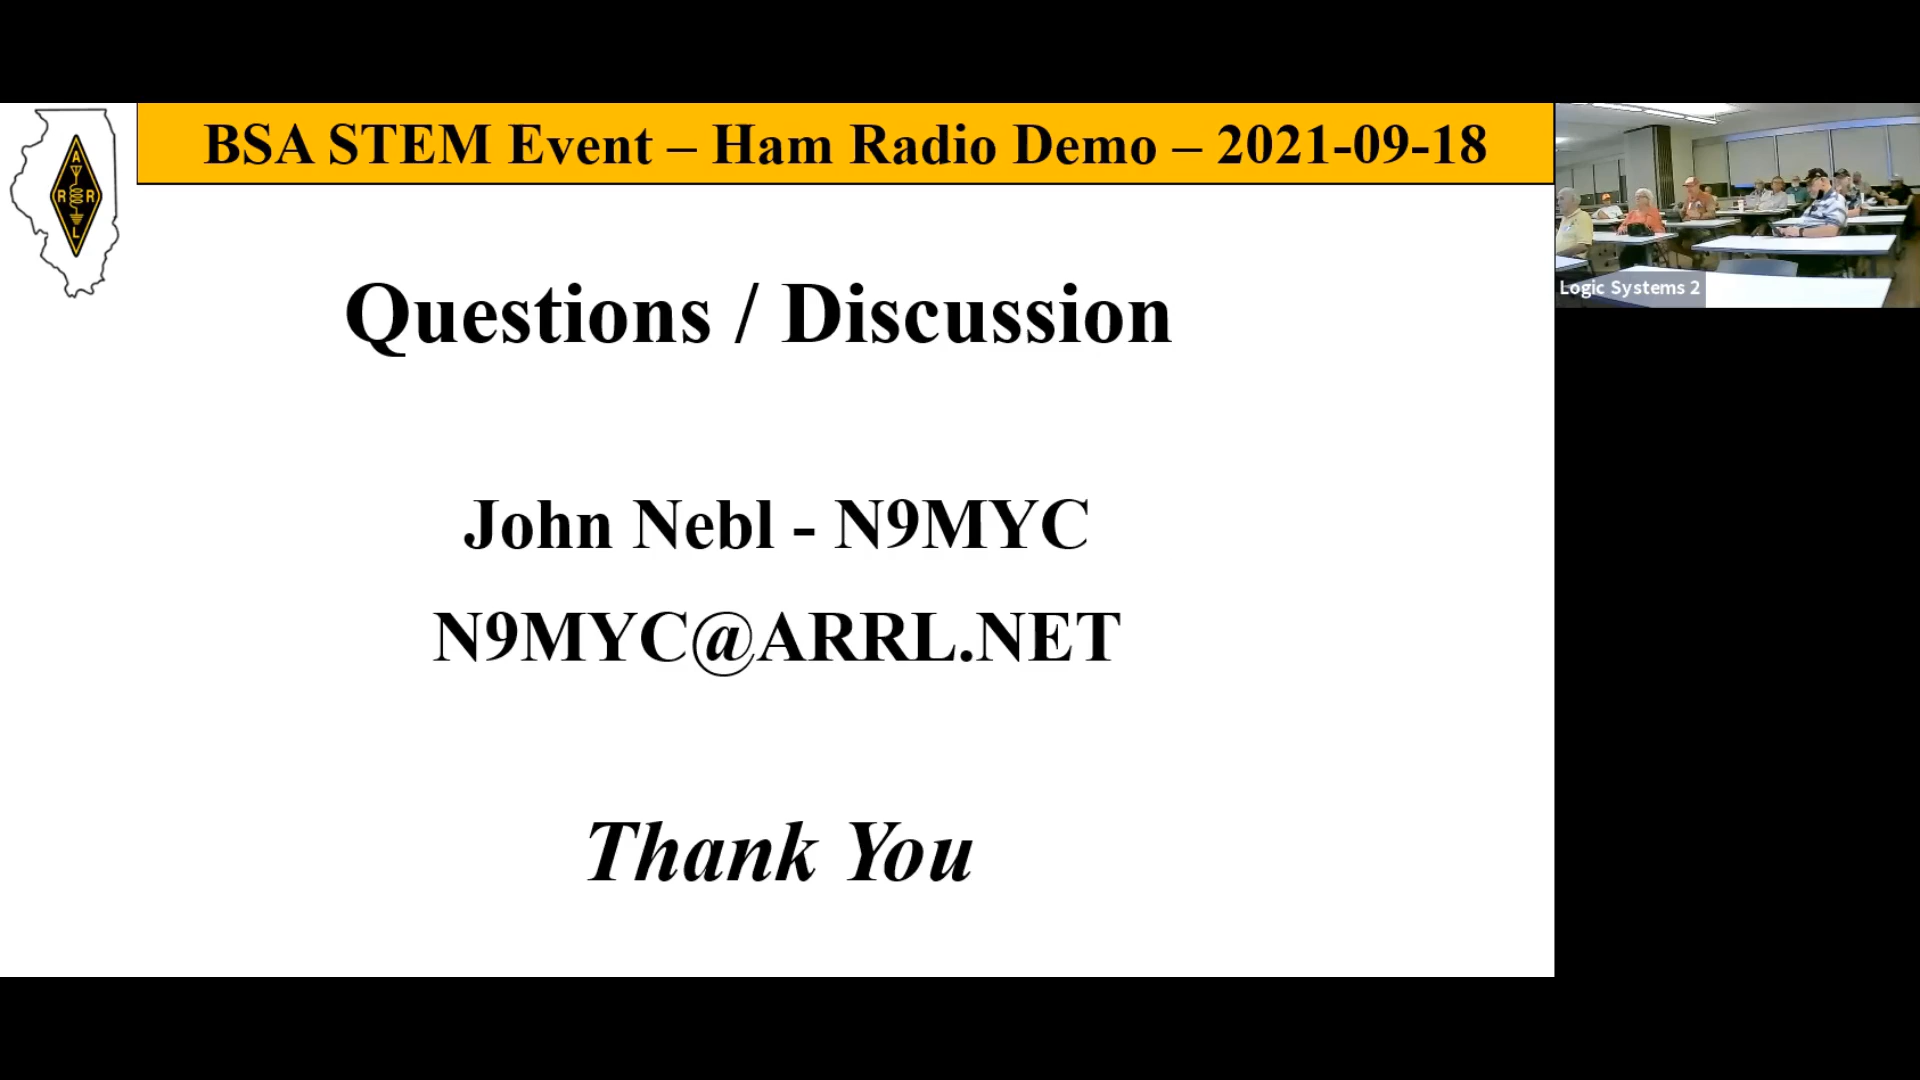 BSA STEM Event – Ham Radio Demo – 2021-09-18
A
R R
L
Questions / Discussion
John Nebl - N9MYC
N9MYC@ARRL.NET
Thank You
Logic Systems 2